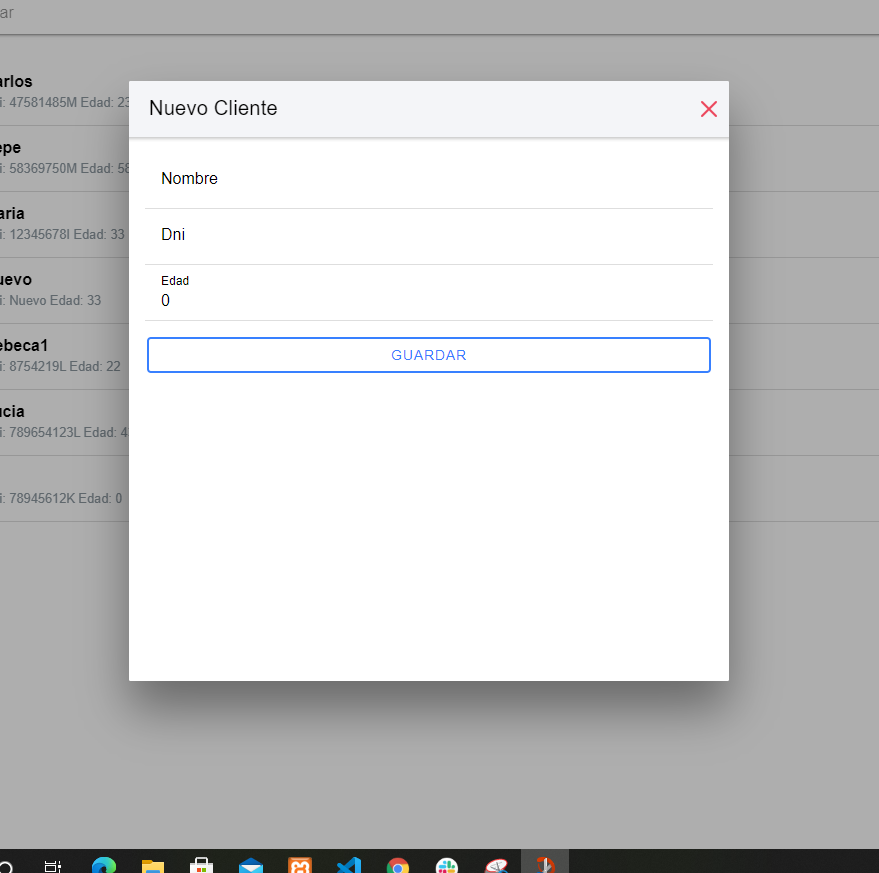 ar
arlos
i: 47581485M Edad: 23
epe
i: 58369750M Edad: 58
aria
i: 12345678I Edad: 33
uevo
i: Nuevo Edad: 33
ebeca1
i: 8754219L Edad: 22
ucia
i: 789654123L Edad: 4
i: 78945612K Edad: 0
Nuevo Cliente
Nombre
Dni
Edad
0
GUARDAR